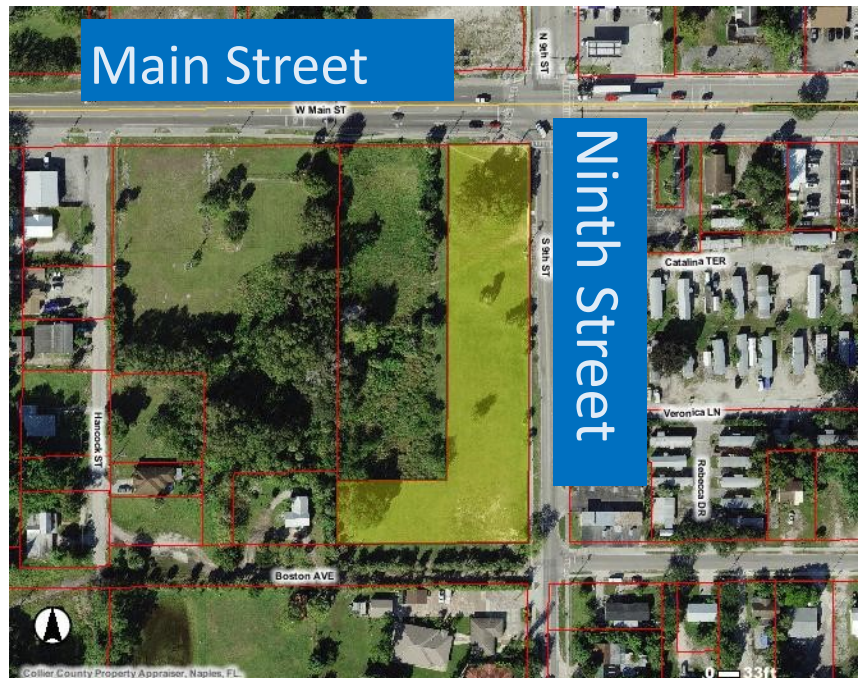 Main Street
N 9th ST
W Main ST
Ninth Street
S 9th ST
Catalina TER
Veronica LN
Hancock ST
Rebecca DR
Boston AVE
Collier County Property Appraiser, Naples, FL.
0 33ft